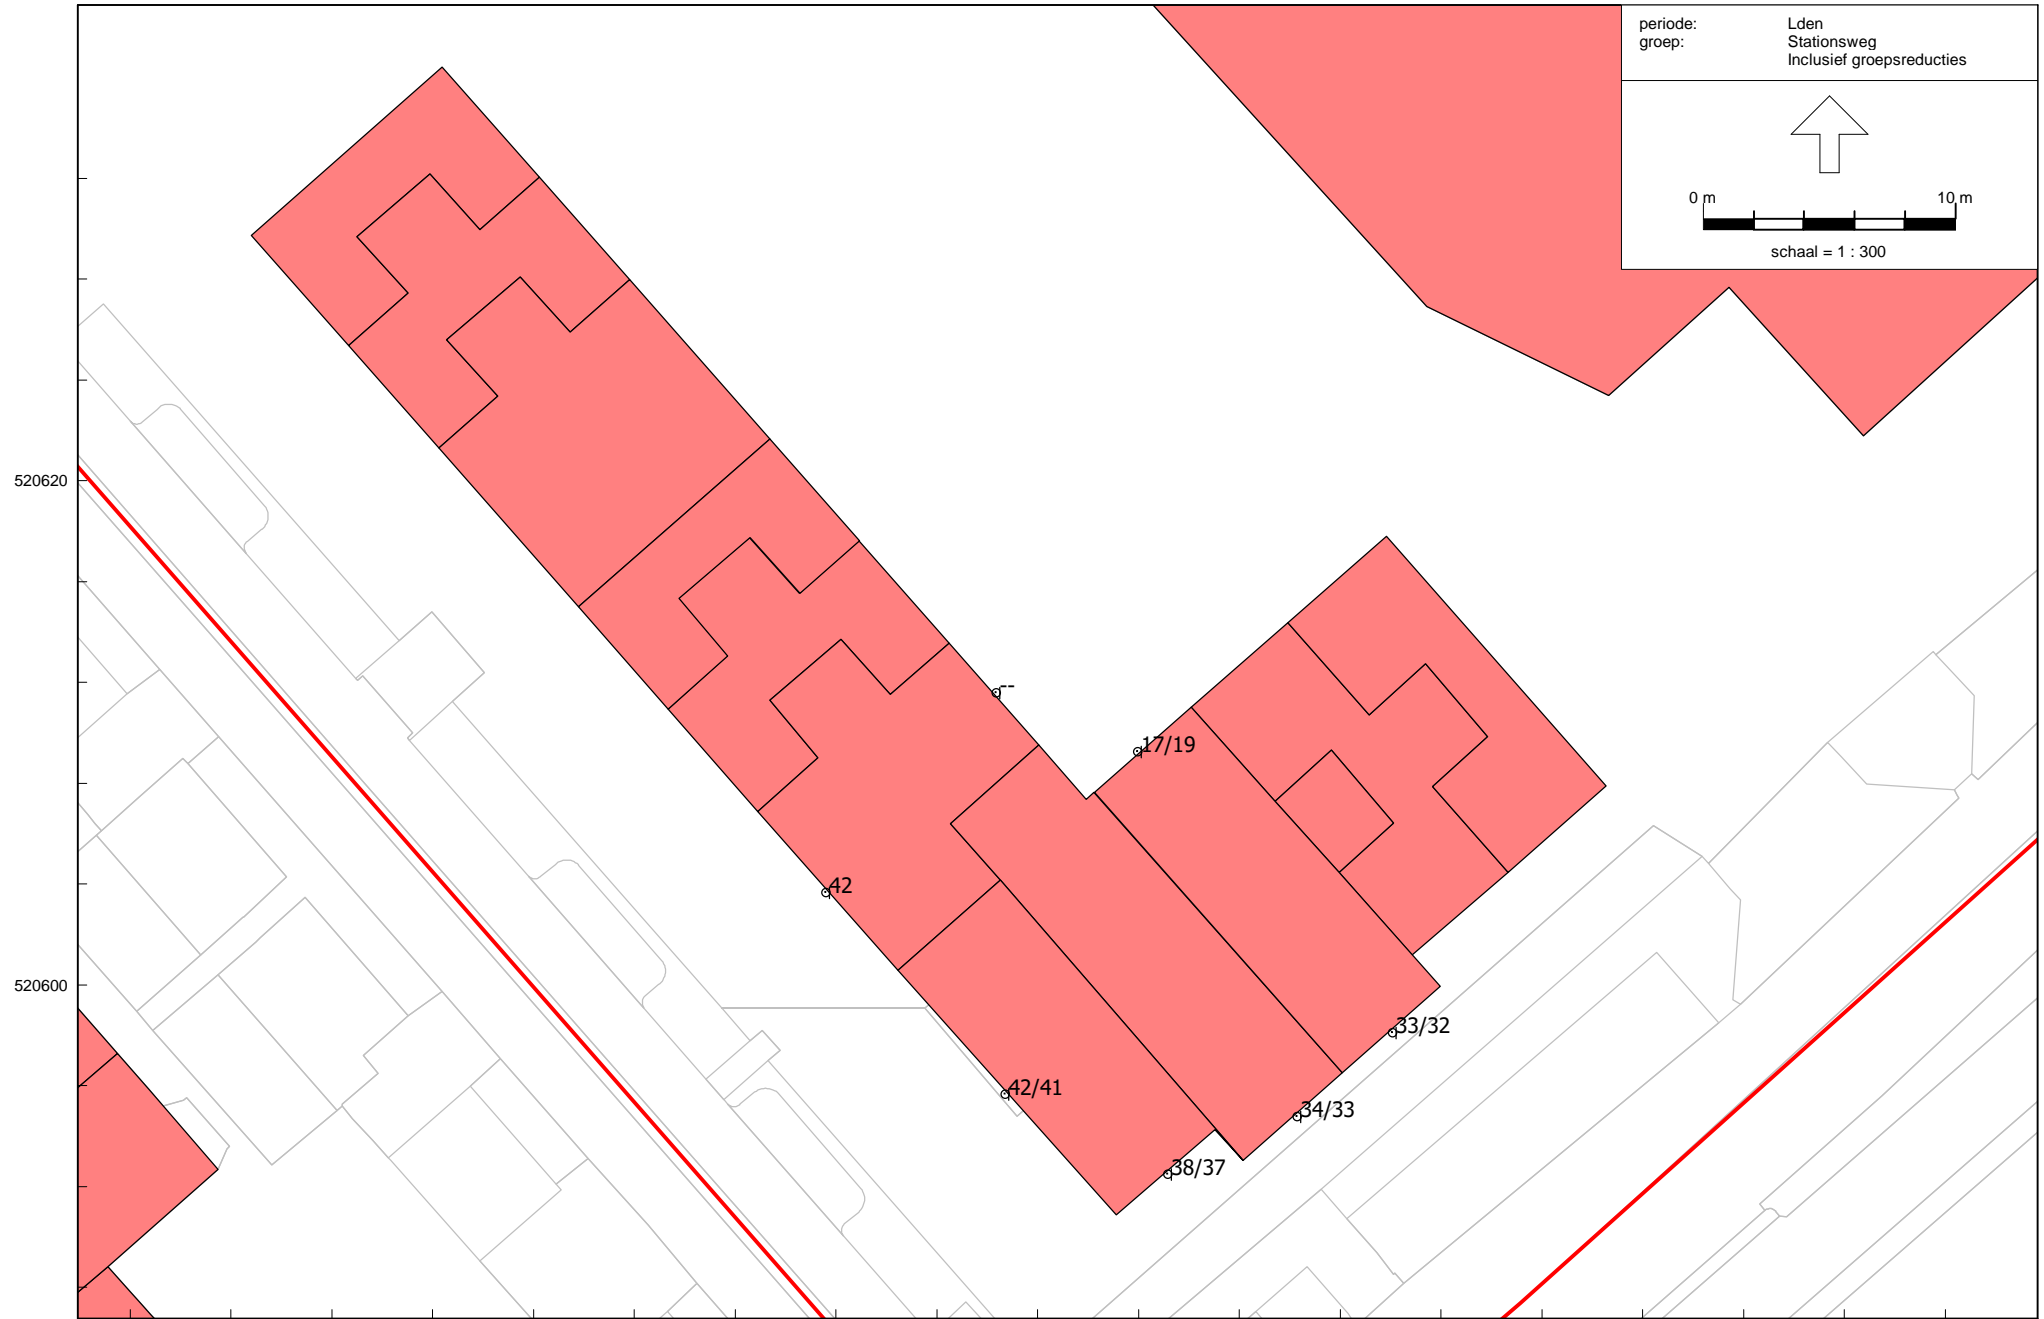 periode: Lden
groep: Stationsweg
Inclusief groepsreducties
0 m 10 m
schaal = 1 : 300
520620
--
17/19
42
520600
33/32
42/41
34/33
38/37